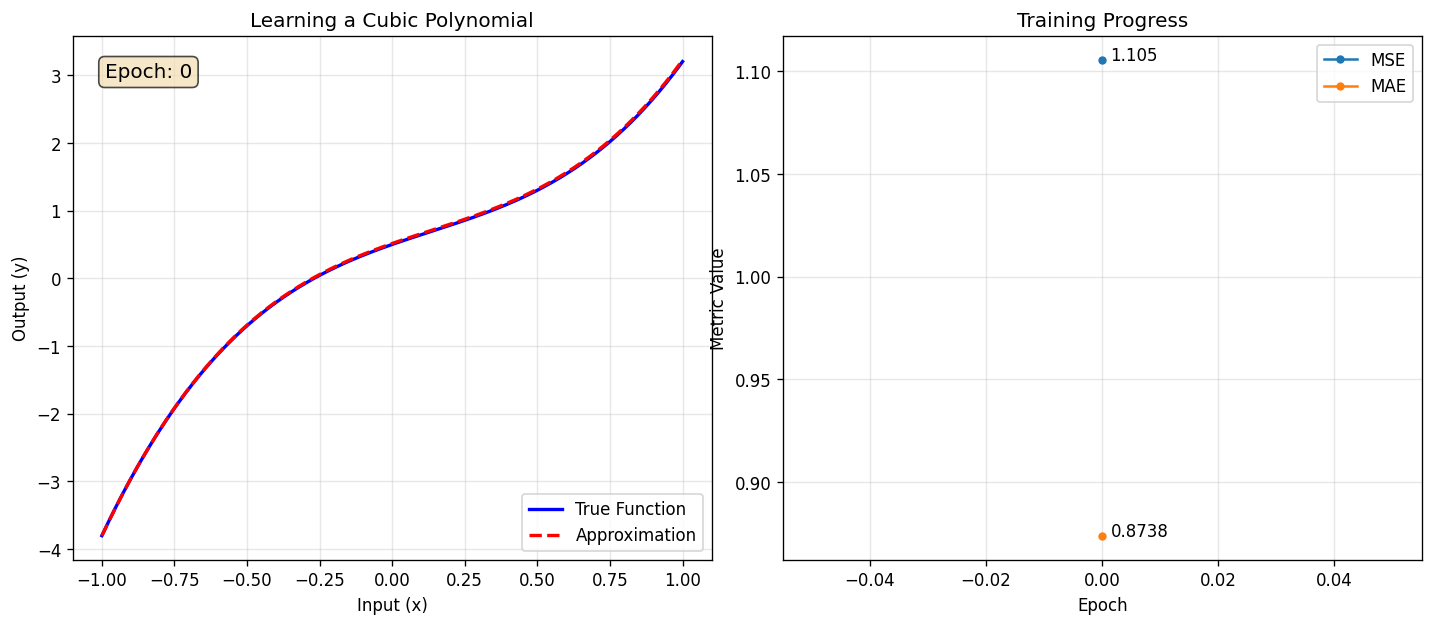 Learning a Cubic Polynomial
Epoch: 0
3
2
1
0
−1
−2
−3
−4
Output (y)
True Function
Approximation
−1.00 −0.75 −0.50 −0.25 0.00 0.25 0.50 0.75 1.00
Input (x)
Training Progress
1.105
MSE
MAE
1.10
1.05
1.00
0.95
0.90
Metric Value
0.8738
−0.04 −0.02 0.00 0.02 0.04
Epoch